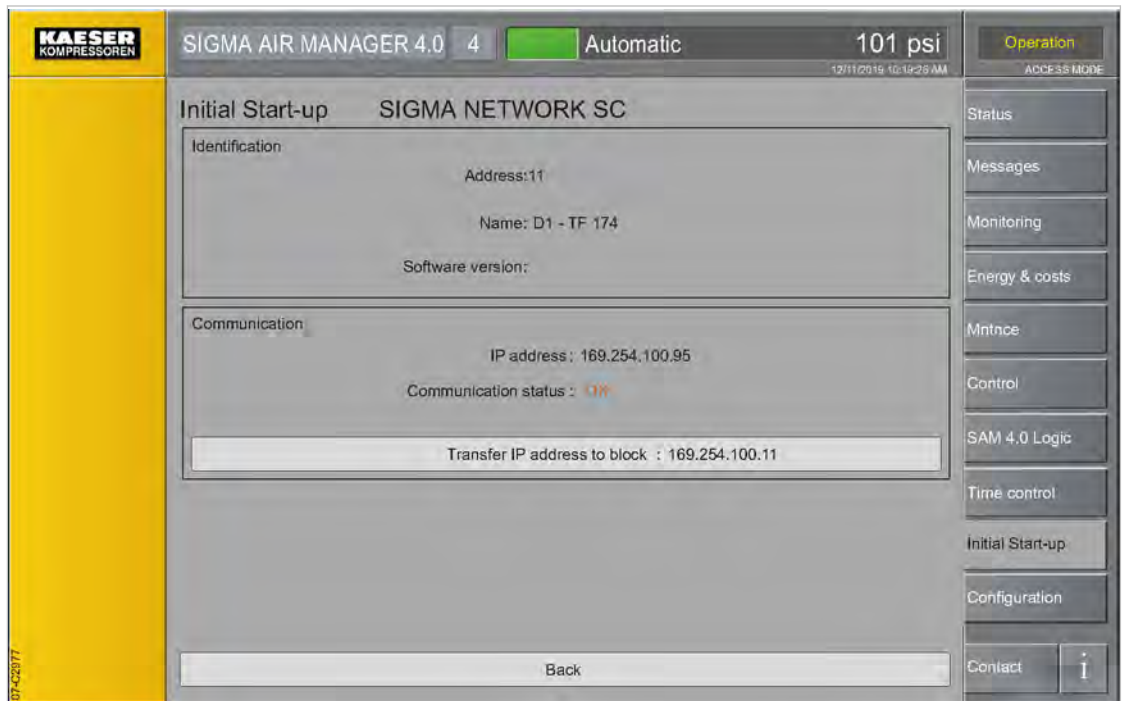 KAESER
KOMPRESSOREN
SIGMA AIR MANAGER 4.0 4 Automatic 101 psi
12/11/2019 10:19:26 AM
Operation
ACCESS MODE
Initial Start-up SIGMA NETWORK SC
Identification
Address:11
Name: D1 - TF 174
Software version:
Communication
IP address: 169.254.100.95
Communication status :
Transfer IP address to block : 169.254.100.11
Back
Status
Messages
Monitoring
Energy & costs
Mntnce
Control
SAM 4.0 Logic
Time control
Initial Start-up
Configuration
Contact i
07-C2977